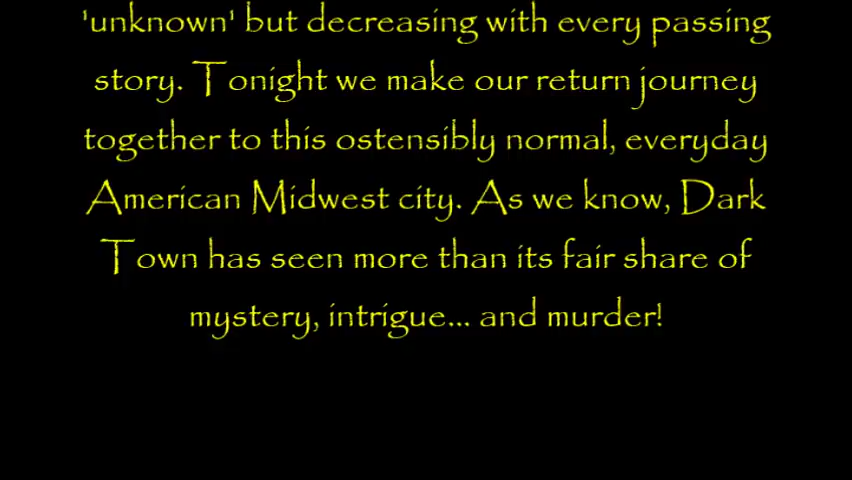 'unknown' but decreasing with every passing
story. Tonight we make our return journey
together to this ostensibly normal, everyday
American Midwest city. As we know, Dark
Town has seen more than its fair share of
mystery, intrigue... and murder!